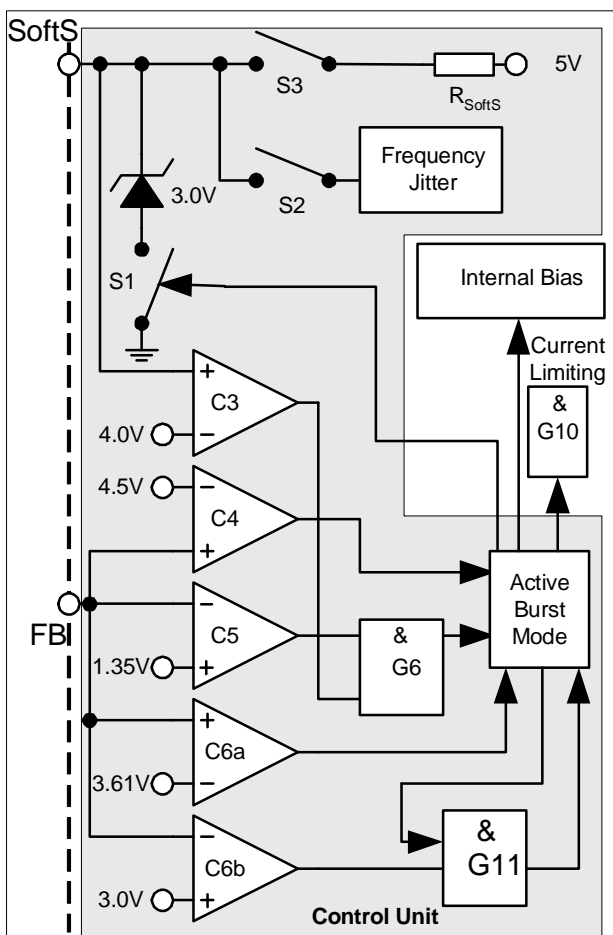 SoftS
5V
S3
R_SoftS
Frequency
Jitter
3.0V
S2
S1
Internal Bias
Current
Limiting
&
G10
+
C3
4.0V
−
4.5V
−
C4
+
Active
Burst
Mode
−
C5
FB
1.35V
+
&
G6
+
C6a
3.61V
−
−
C6b
3.0V
+
&
G11
Control Unit